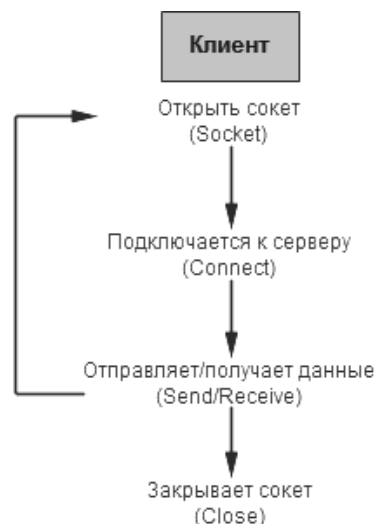 Клиент
Открыть сокет
(Socket)
Подключается к серверу
(Connect)
Отправляет/получает данные
(Send/Receive)
Закрывает сокет
(Close)